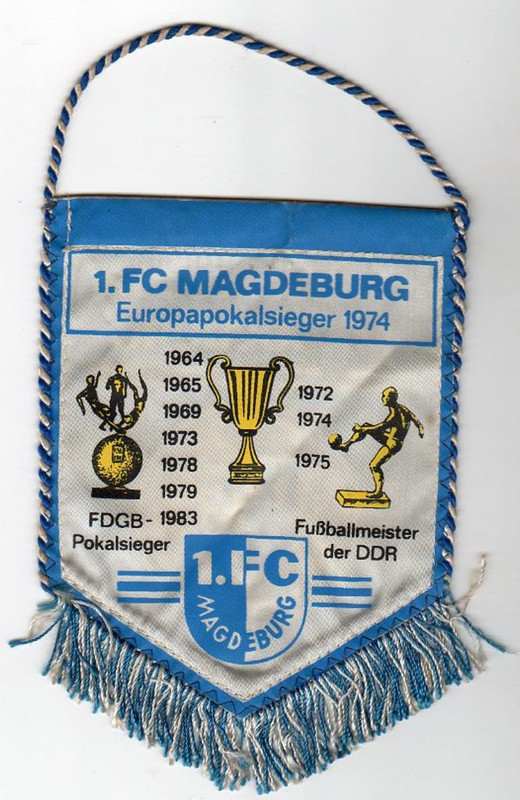 1. FC MAGDEBURG
Europapokalsieger 1974
1964
1965
1969
1973
1978
1979
FDGB - 1983
Pokalsieger
1972
1974
1975
Fußballmeister
der DDR
1. FC
MAGDEBURG